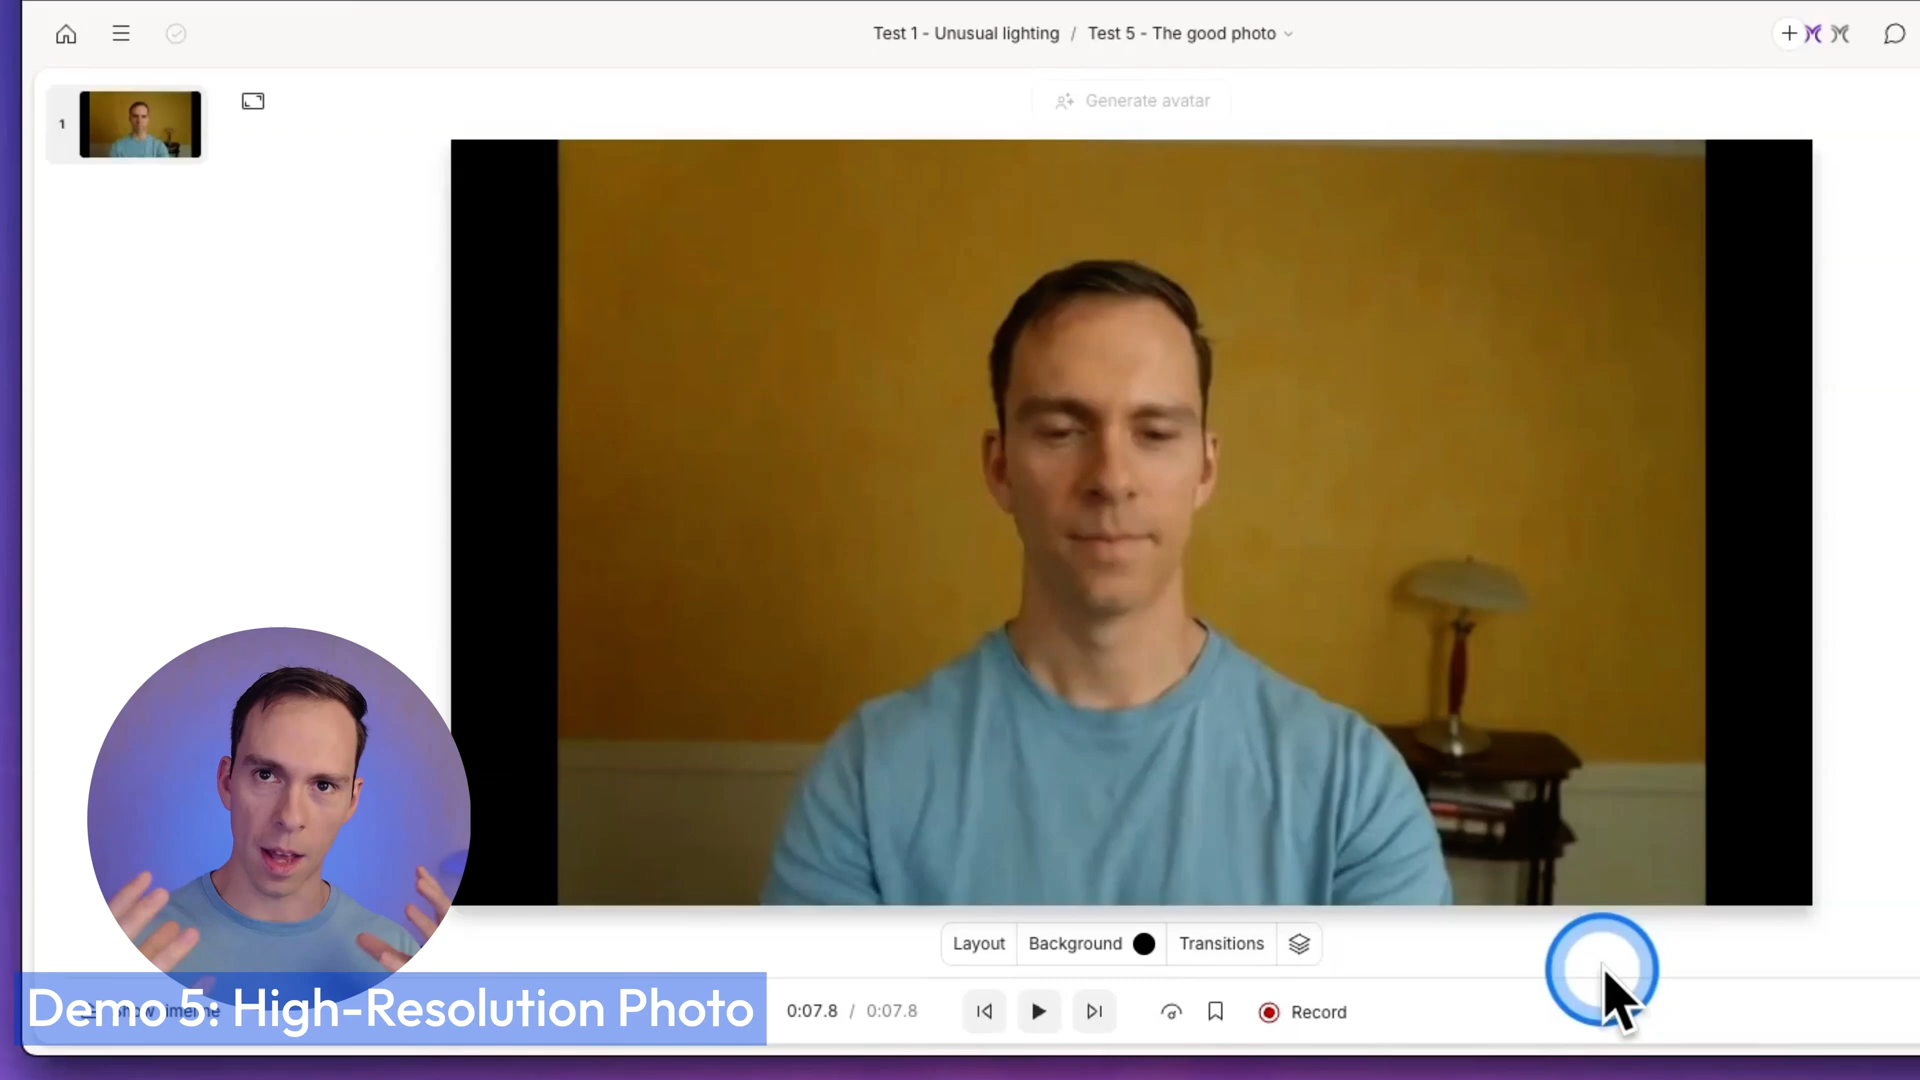 Test 1 - Unusual lighting / Test 5 - The good photo
Generate avatar
1
Layout
Background
Transitions
Demo 5: High-Resolution Photo
0:07.8 / 0:07.8
Record